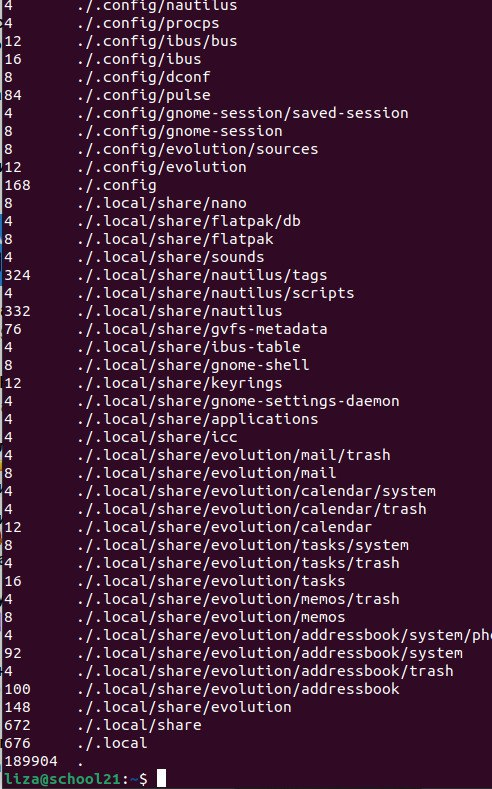 4 ./.config/nautilus
4 ./.config/procps
12 ./.config/ibus/bus
16 ./.config/ibus
8 ./.config/dconf
84 ./.config/pulse
4 ./.config/gnome-session/saved-session
8 ./.config/gnome-session
8 ./.config/evolution/sources
12 ./.config/evolution
168 ./.config
8 ./.local/share/nano
4 ./.local/share/flatpak/db
8 ./.local/share/flatpak
4 ./.local/share/sounds
324 ./.local/share/nautilus/tags
4 ./.local/share/nautilus/scripts
332 ./.local/share/nautilus
76 ./.local/share/gvfs-metadata
4 ./.local/share/ibus-table
8 ./.local/share/gnome-shell
12 ./.local/share/keyrings
4 ./.local/share/gnome-settings-daemon
4 ./.local/share/applications
4 ./.local/share/icc
4 ./.local/share/evolution/mail/trash
8 ./.local/share/evolution/mail
4 ./.local/share/evolution/calendar/system
4 ./.local/share/evolution/calendar/trash
12 ./.local/share/evolution/calendar
8 ./.local/share/evolution/tasks/system
4 ./.local/share/evolution/tasks/trash
16 ./.local/share/evolution/tasks
4 ./.local/share/evolution/memos/trash
8 ./.local/share/evolution/memos
4 ./.local/share/evolution/addressbook/system/pho
92 ./.local/share/evolution/addressbook/system
4 ./.local/share/evolution/addressbook/trash
100 ./.local/share/evolution/addressbook
148 ./.local/share/evolution
672 ./.local/share
676 ./.local
189904 .
liza@school21:~$